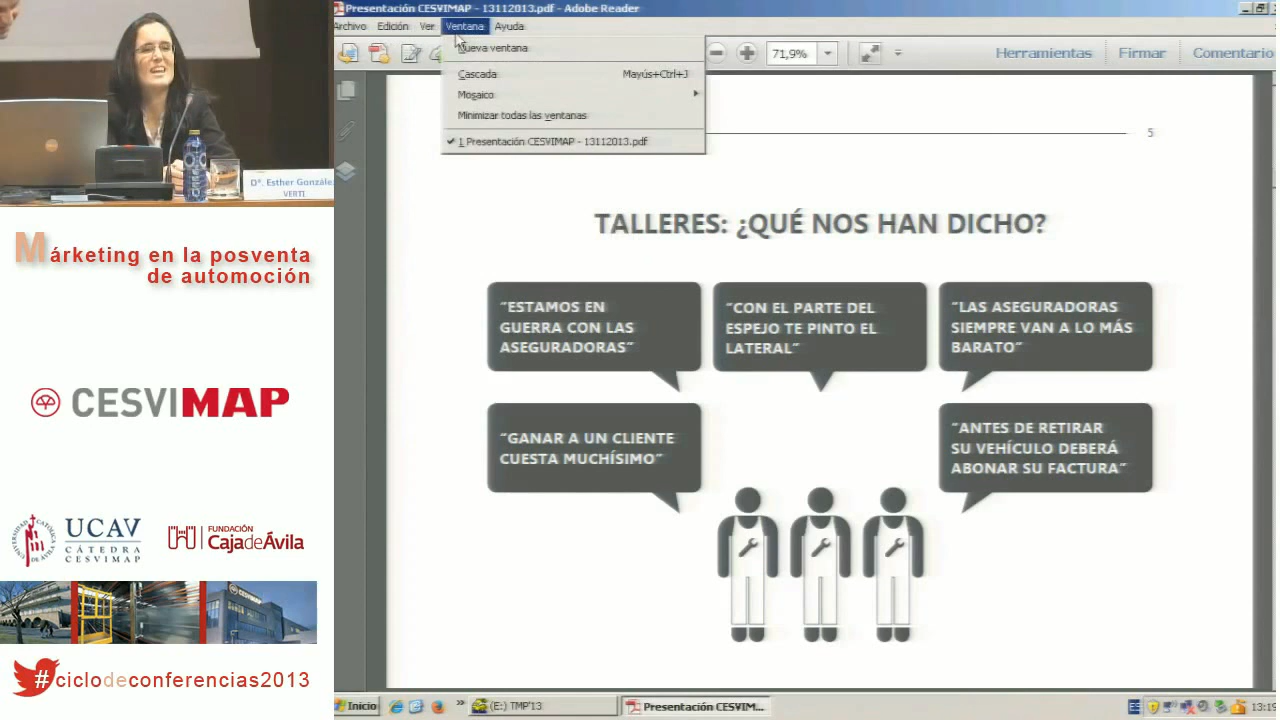 Presentación CESVIMAP - 13112013.pdf - Adobe Reader
Archivo Edición Ver Ventana Ayuda
Nueva ventana
Cascada Mayús+Ctrl+J
Mosaico
Minimizar todas las ventanas
1 Presentación CESVIMAP - 13112013.pdf
71,9%
Herramientas Firmar Comentario
5
Dª. Esther Gonzále
VERTI
Márketing en la posventa
de automoción
CESVIMAP
UCAV
CÁTEDRA
CESVIMAP
UNIVERSIDAD CATÓLICA
DE ÁVILA
FUNDACIÓN
CajadeÁvila
CESVIMAP
#ciclodeconferencias2013
TALLERES: ¿QUÉ NOS HAN DICHO?
“ESTAMOS EN
GUERRA CON LAS
ASEGURADORAS”
“CON EL PARTE DEL
ESPEJO TE PINTO EL
LATERAL”
“LAS ASEGURADORAS
SIEMPRE VAN A LO MÁS
BARATO”
“GANAR A UN CLIENTE
CUESTA MUCHÍSIMO”
“ANTES DE RETIRAR
SU VEHÍCULO DEBERÁ
ABONAR SU FACTURA”
Inicio
»
(E:) TMP'13
Presentación CESVIM...
13:19